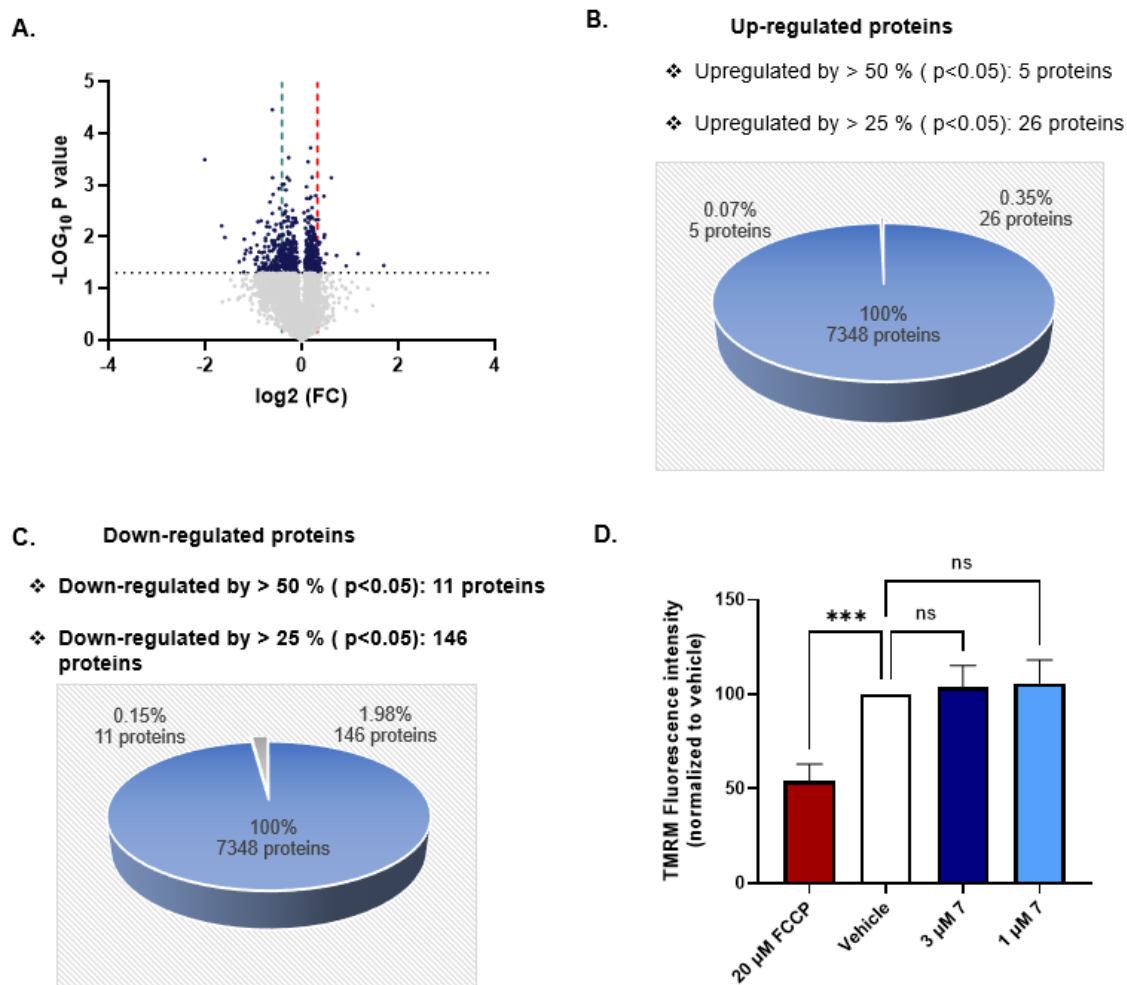 A.
5
4
3
2
1
0
-LOG10 P value
-4
-2
0
2
4
log2 (FC)
B.
Up-regulated proteins
❖ Upregulated by > 50 % ( p<0.05): 5 proteins
❖ Upregulated by > 25 % ( p<0.05): 26 proteins
0.07%
5 proteins
0.35%
26 proteins
100%
7348 proteins
C.
Down-regulated proteins
❖ Down-regulated by > 50 % ( p<0.05): 11 proteins
❖ Down-regulated by > 25 % ( p<0.05): 146
proteins
0.15%
11 proteins
1.98%
146 proteins
100%
7348 proteins
D.
ns
***
ns
150
100
50
0
TMRM Fluorescence intensity
(normalized to vehicle)
20 µM FCCP
Vehicle
3 µM 7
1 µM 7